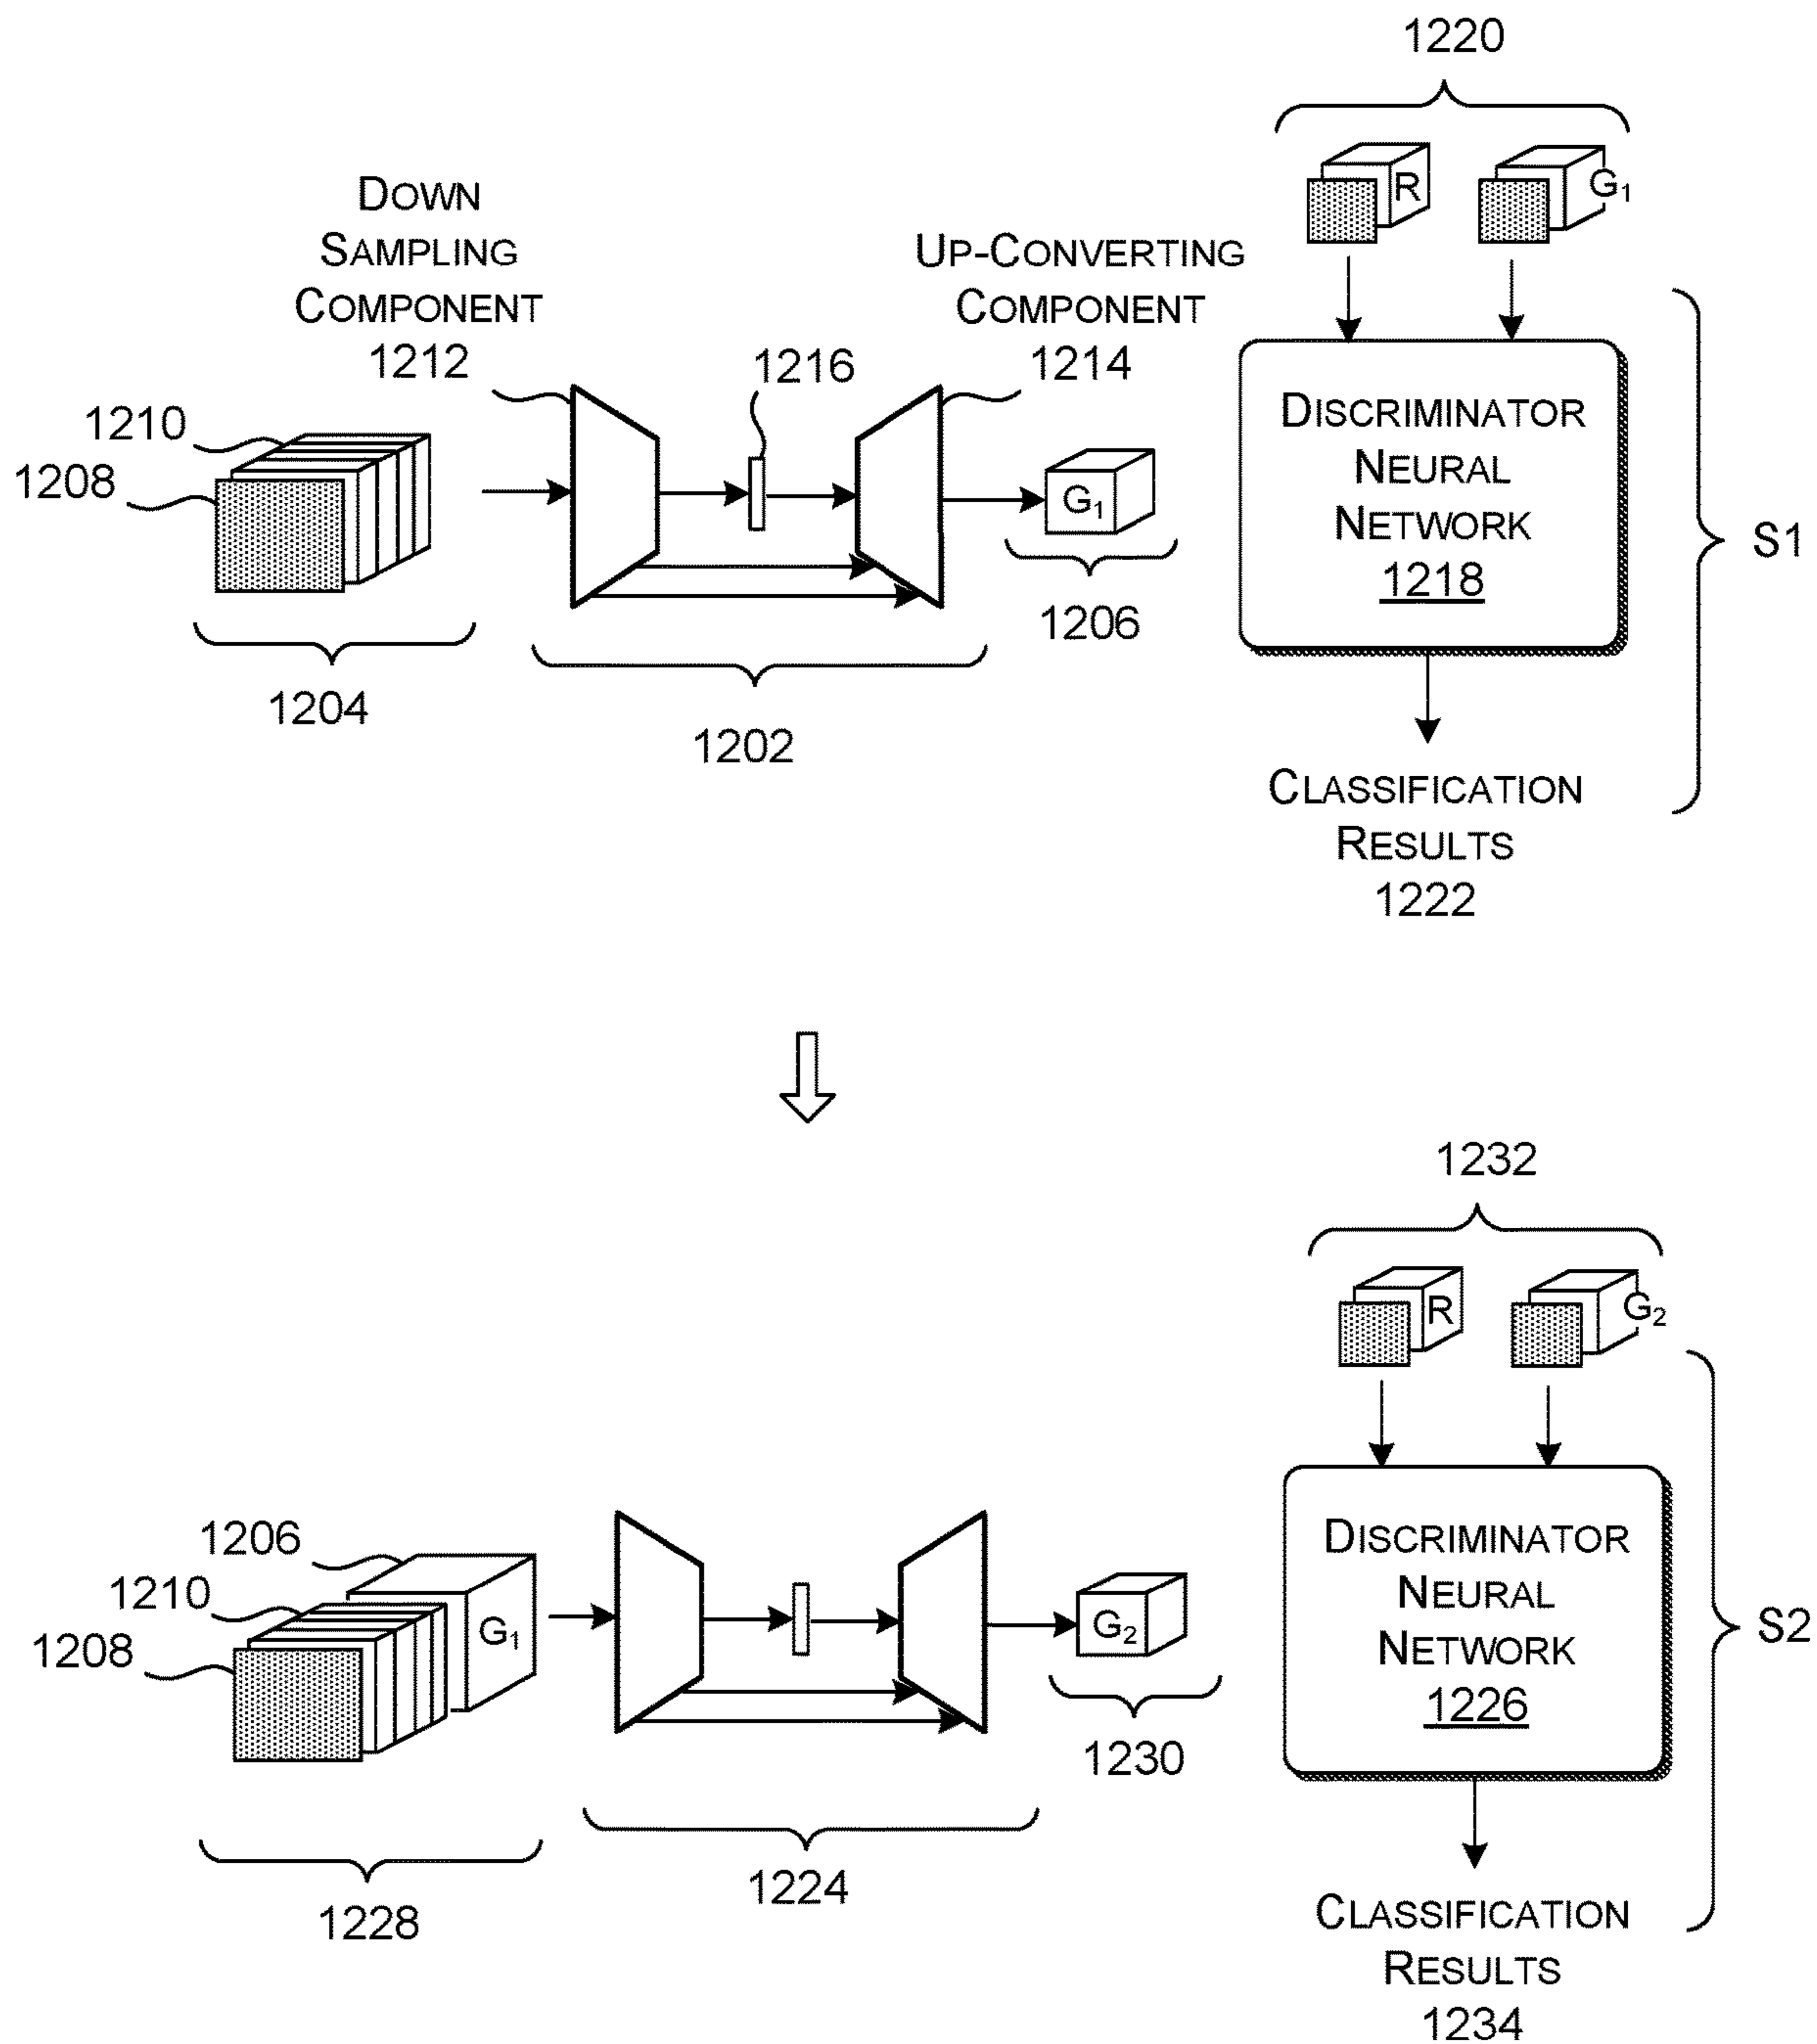 1220
R
G1
DOWN
SAMPLING
COMPONENT
1212
UP-CONVERTING
COMPONENT
1214
1216
1210
1208
G1
1206
1204
1202
DISCRIMINATOR
NEURAL
NETWORK
1218
S1
CLASSIFICATION
RESULTS
1222
1232
R
G2
1206
1210
1208
G1
G2
1230
1228
1224
DISCRIMINATOR
NEURAL
NETWORK
1226
S2
CLASSIFICATION
RESULTS
1234